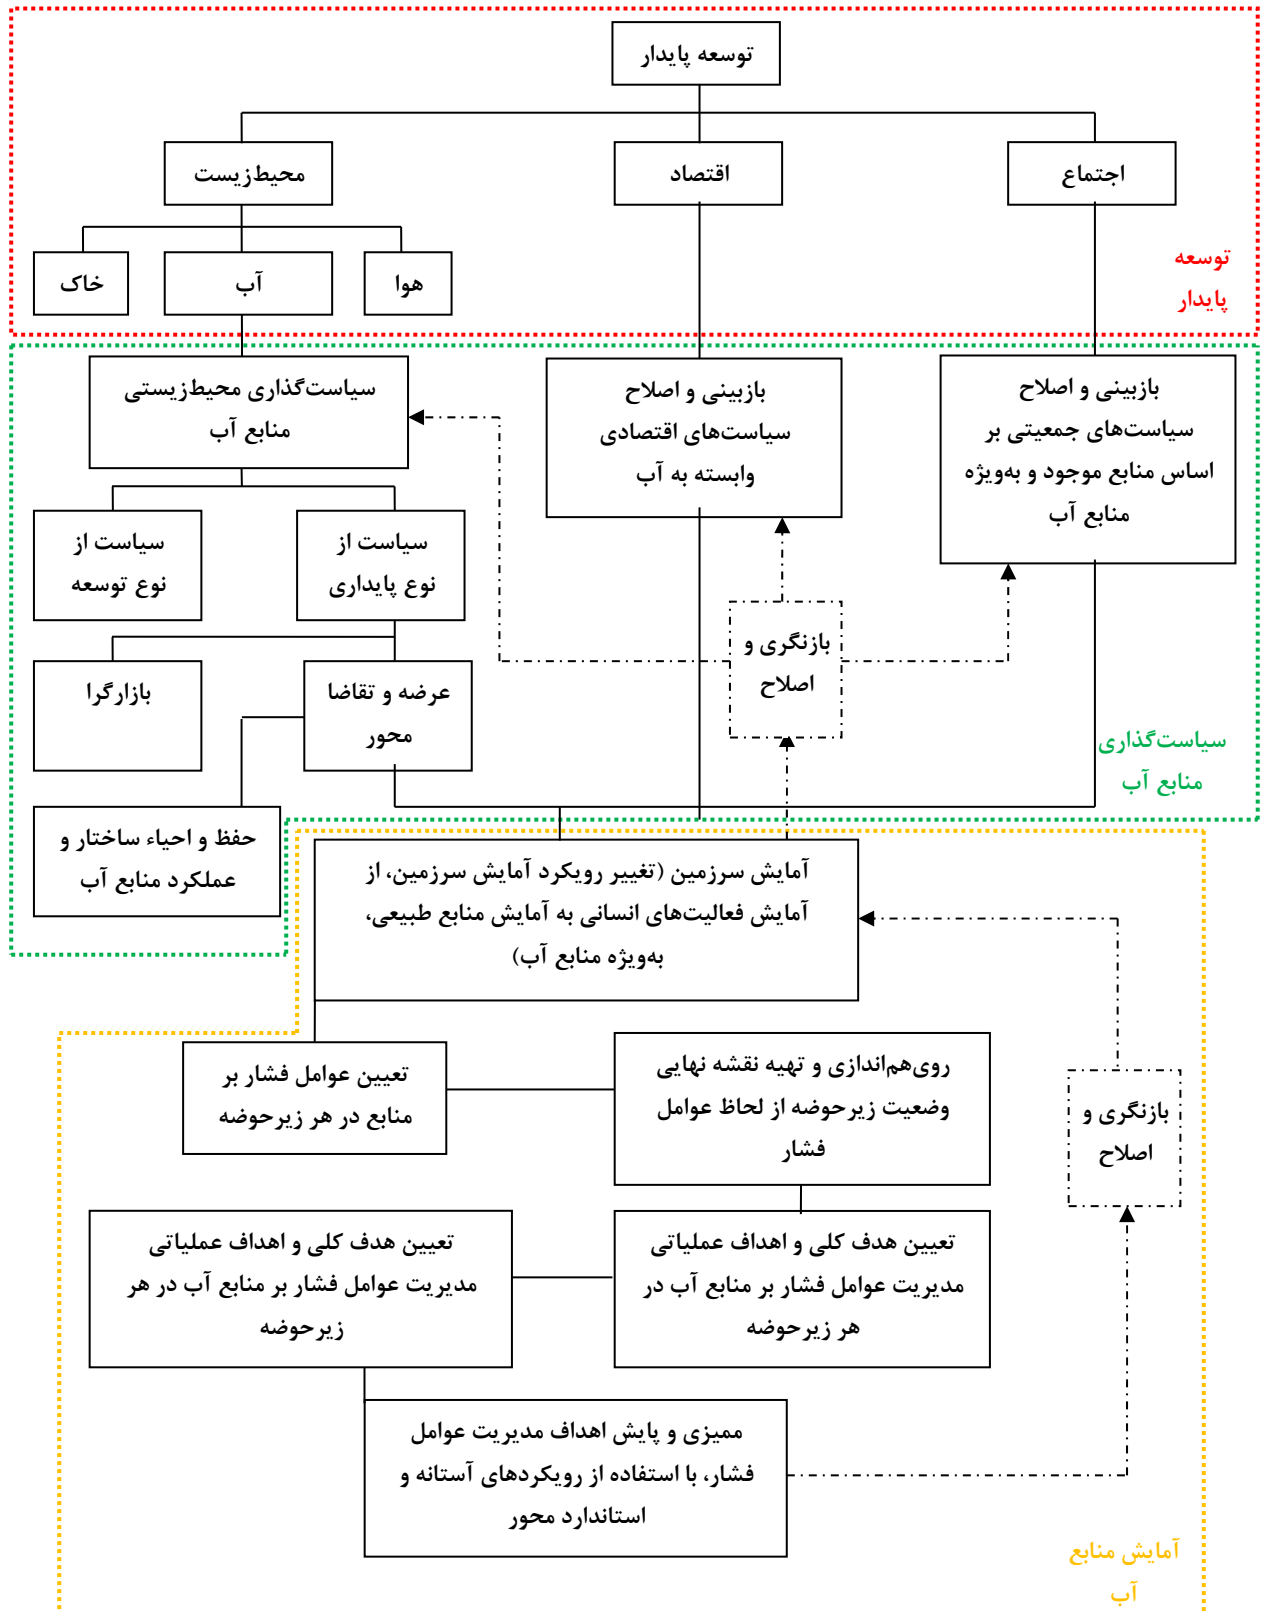 توسعه پایدار
اجتماع
اقتصاد
محیط‌زیست
هوا
آب
خاک
توسعه
پایدار
بازبینی و اصلاح
سیاست‌های جمعیتی بر
اساس منابع موجود و به‌ویژه
منابع آب
بازبینی و اصلاح
سیاست‌های اقتصادی
وابسته به آب
سیاست‌گذاری محیط‌زیستی
منابع آب
سیاست از
نوع پایداری
سیاست از
نوع توسعه
بازنگری و
اصلاح
عرضه و تقاضا
محور
بازارگرا
سیاست‌گذاری
منابع آب
حفظ و احیاء ساختار و
عملکرد منابع آب
آمایش سرزمین (تغییر رویکرد آمایش سرزمین، از
آمایش فعالیت‌های انسانی به آمایش منابع طبیعی،
به‌ویژه منابع آب)
تعیین عوامل فشار بر
منابع در هر زیرحوضه
روی‌هم‌اندازی و تهیه نقشه نهایی
وضعیت زیرحوضه از لحاظ عوامل
فشار
بازنگری و
اصلاح
تعیین هدف کلی و اهداف عملیاتی
مدیریت عوامل فشار بر منابع آب در
هر زیرحوضه
تعیین هدف کلی و اهداف عملیاتی
مدیریت عوامل فشار بر منابع آب در هر
زیرحوضه
ممیزی و پایش اهداف مدیریت عوامل
فشار، با استفاده از رویکردهای آستانه و
استاندارد محور
آمایش منابع
آب